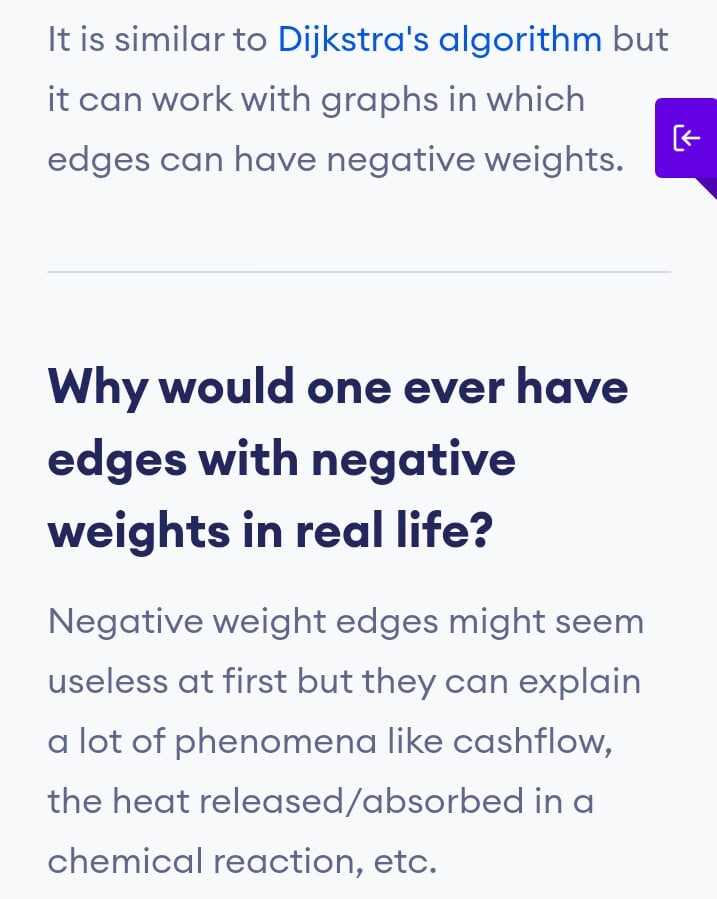 It is similar to Dijkstra's algorithm but
it can work with graphs in which
edges can have negative weights.
Why would one ever have
edges with negative
weights in real life?
Negative weight edges might seem
useless at first but they can explain
a lot of phenomena like cashflow,
the heat released/absorbed in a
chemical reaction, etc.